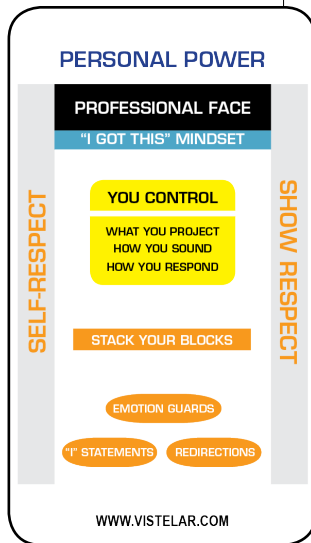 PERSONAL POWER
PROFESSIONAL FACE
"I GOT THIS" MINDSET
SELF-RESPECT
SHOW RESPECT
YOU CONTROL
WHAT YOU PROJECT
HOW YOU SOUND
HOW YOU RESPOND
STACK YOUR BLOCKS
EMOTION GUARDS
"I" STATEMENTS
REDIRECTIONS
WWW.VISTELAR.COM